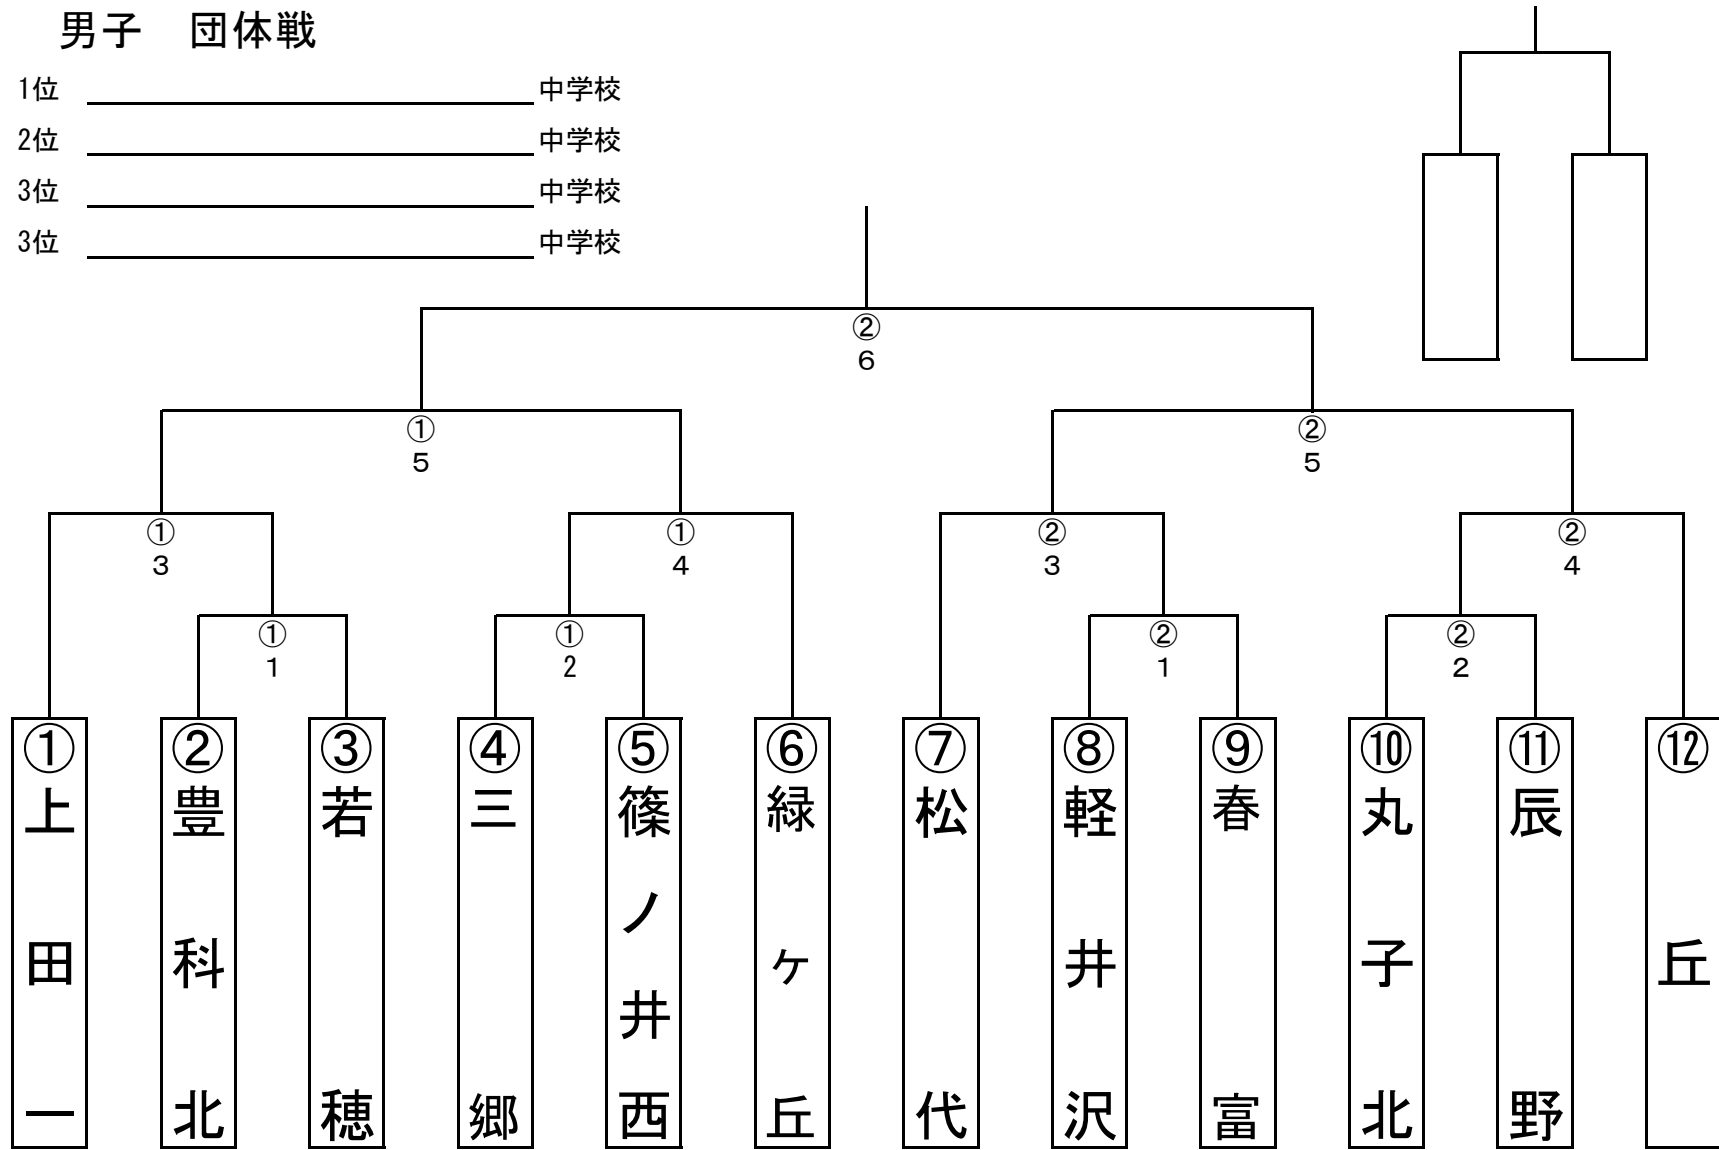 男子　団体戦
1位 中学校
2位 中学校
3位 中学校
3位 中学校
②
6
①
5
②
5
①
3
①
4
②
3
②
4
①
1
①
2
②
1
②
2
①上田一
②豊科北
③若穂
④三郷
⑤篠ノ井西
⑥緑ヶ丘
⑦松代
⑧軽井沢
⑨春富
⑩丸子北
⑪辰野
⑫丘